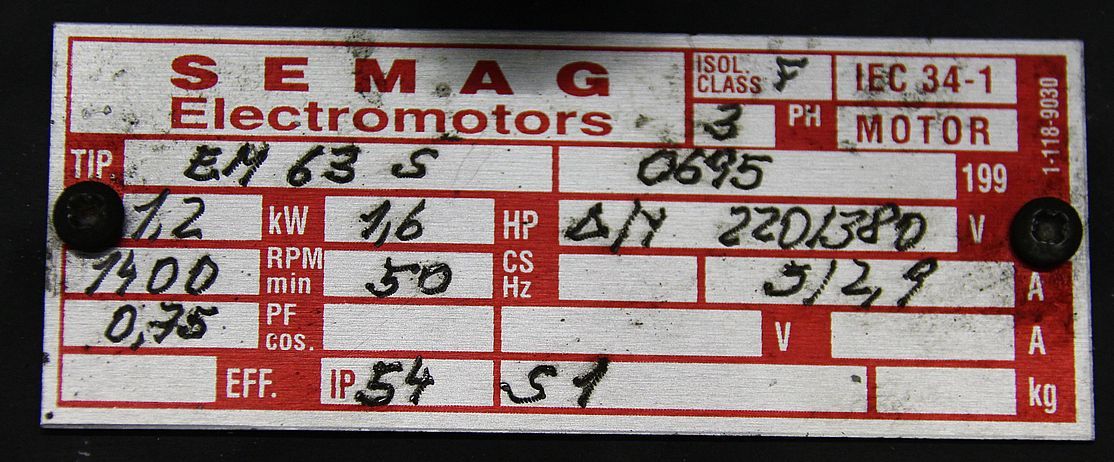 SEMAG
Electromotors
ISOL CLASS F
IEC 34-1
3 PH
MOTOR
1-118-9030
TIP EM 63 S 0695 199
1,2 kW 1,6 HP Δ/Y 220/380 V
1400 RPM min 50 CS Hz 5/2,9 A
0,75 PF cos. V A
EFF. IP 54 S1 kg